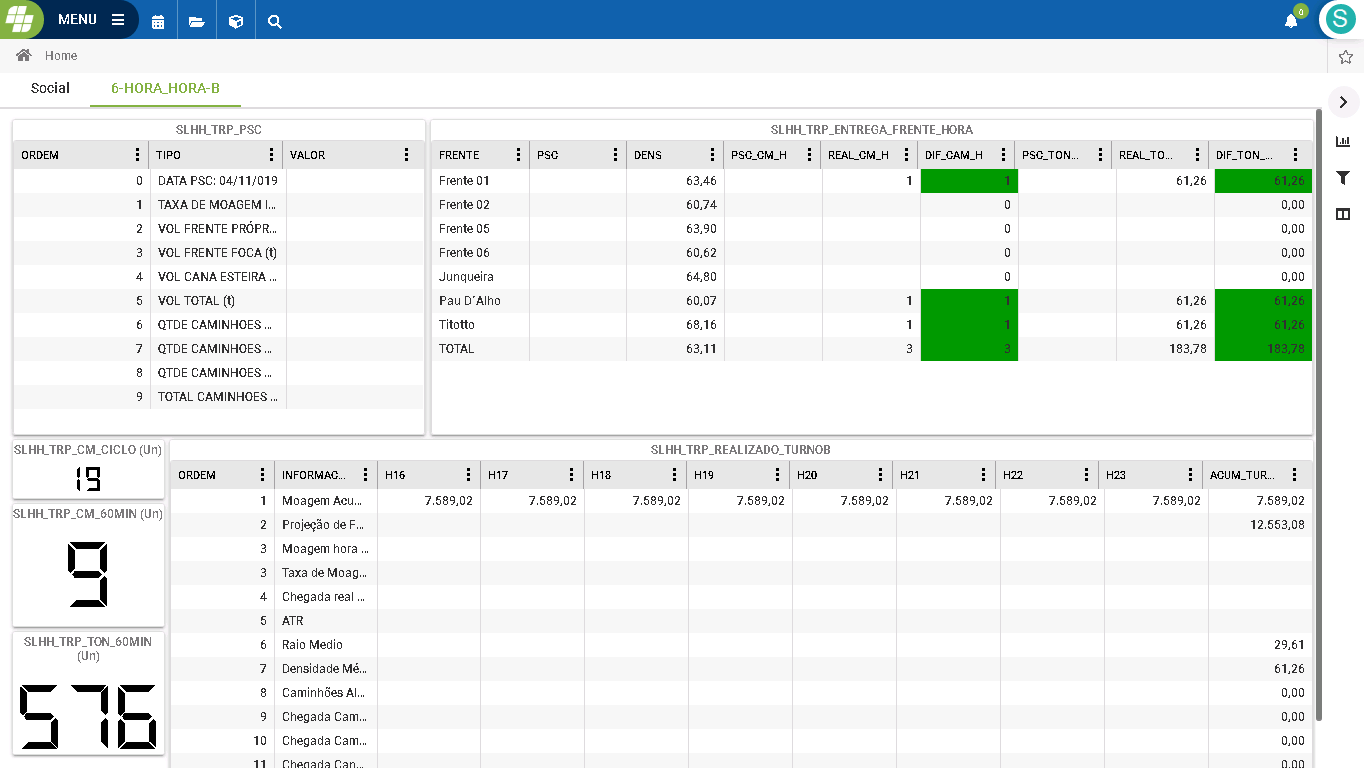 MENU
0
S
Home
Social 6-HORA_HORA-B
SLHH_TRP_PSC
ORDEM TIPO VALOR
0 DATA PSC: 04/11/019
1 TAXA DE MOAGEM I...
2 VOL FRENTE PRÓPR...
3 VOL FRENTE FOCA (t)
4 VOL CANA ESTEIRA ...
5 VOL TOTAL (t)
6 QTDE CAMINHOES ...
7 QTDE CAMINHOES ...
8 QTDE CAMINHOES ...
9 TOTAL CAMINHOES ...
SLHH_TRP_ENTREGA_FRENTE_HORA
FRENTE PSC DENS PSC_CM_H REAL_CM_H DIF_CAM_H PSC_TON... REAL_TO... DIF_TON_...
Frente 01 63,46 1 1 61,26 61,26
Frente 02 60,74 0 0,00
Frente 05 63,90 0 0,00
Frente 06 60,62 0 0,00
Junqueira 64,80 0 0,00
Pau D´Alho 60,07 1 1 61,26 61,26
Titotto 68,16 1 1 61,26 61,26
TOTAL 63,11 3 3 183,78 183,78
SLHH_TRP_CM_CICLO (Un)
19
SLHH_TRP_CM_60MIN (Un)
9
SLHH_TRP_TON_60MIN
(Un)
576
SLHH_TRP_REALIZADO_TURNOB
ORDEM INFORMAC... H16 H17 H18 H19 H20 H21 H22 H23 ACUM_TUR...
1 Moagem Acu... 7.589,02 7.589,02 7.589,02 7.589,02 7.589,02 7.589,02 7.589,02 7.589,02 7.589,02
2 Projeção de F... 12.553,08
3 Moagem hora ...
3 Taxa de Moag...
4 Chegada real ...
5 ATR
6 Raio Medio 29,61
7 Densidade Mé... 61,26
8 Caminhões Al... 0,00
9 Chegada Cam... 0,00
10 Chegada Cam... 0,00
11 Chegada Can... 0,00